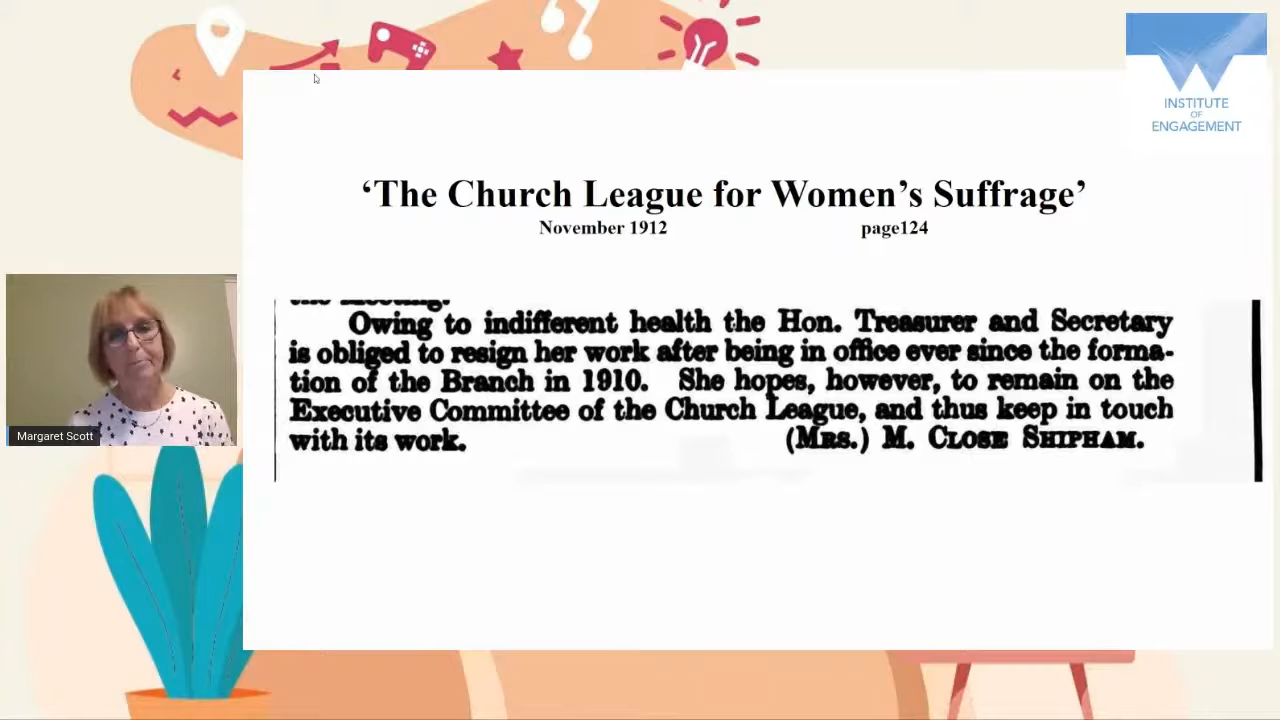 INSTITUTE
OF
ENGAGEMENT
‘The Church League for Women’s Suffrage’
November 1912 page124
the Meeting.
Owing to indifferent health the Hon. Treasurer and Secretary
is obliged to resign her work after being in office ever since the forma-
tion of the Branch in 1910. She hopes, however, to remain on the
Executive Committee of the Church League, and thus keep in touch
with its work. (MRS.) M. CLOSE SHIPHAM.
Margaret Scott